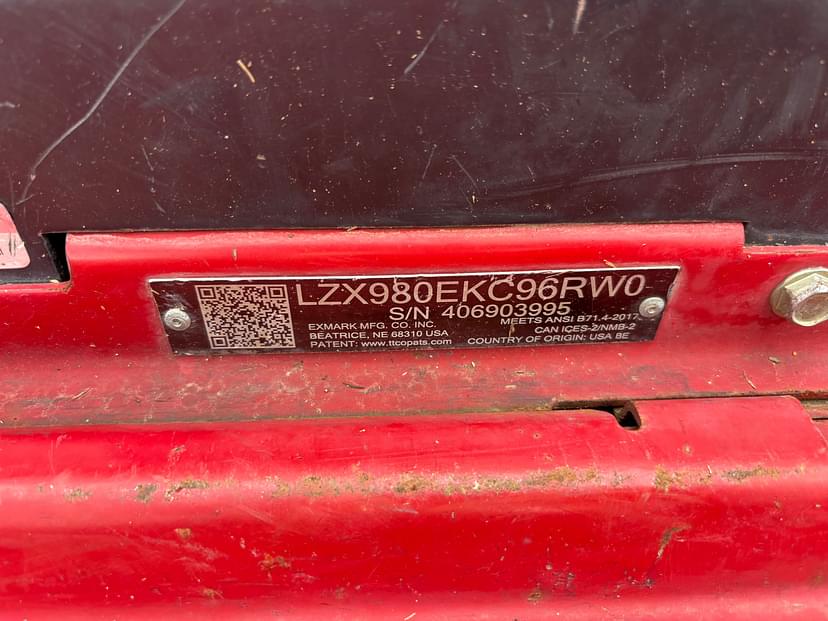 LZX980EKC96RW0
S/N 406903995
EXMARK MFG. CO. INC.
BEATRICE, NE 68310 USA
PATENT: www.ttcopats.com
MEETS ANSI B71.4-2017
CAN ICES-2/NMB-2
COUNTRY OF ORIGIN: USA BE